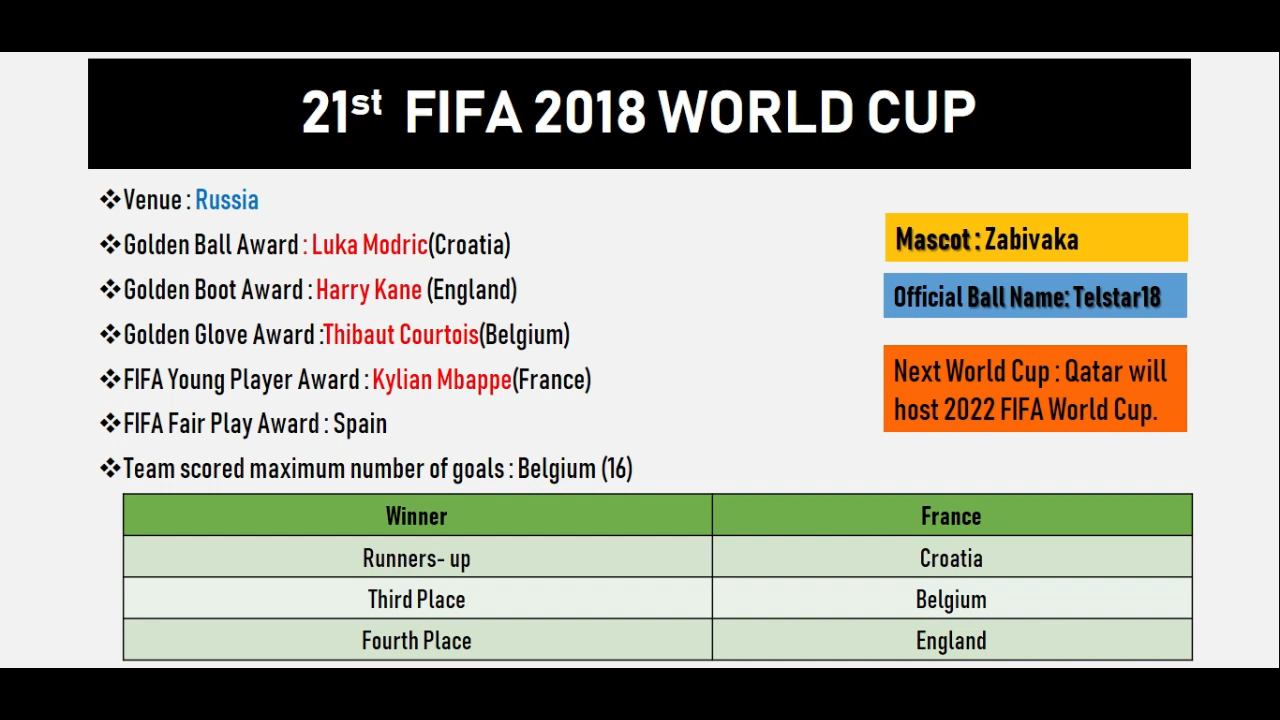 21st FIFA 2018 WORLD CUP
❖Venue : Russia
❖Golden Ball Award : Luka Modric(Croatia)
❖Golden Boot Award : Harry Kane (England)
❖Golden Glove Award :Thibaut Courtois(Belgium)
❖FIFA Young Player Award : Kylian Mbappe(France)
❖FIFA Fair Play Award : Spain
❖Team scored maximum number of goals : Belgium (16)
Mascot : Zabivaka
Official Ball Name: Telstar18
Next World Cup : Qatar will
host 2022 FIFA World Cup.
Winner France
Runners- up Croatia
Third Place Belgium
Fourth Place England